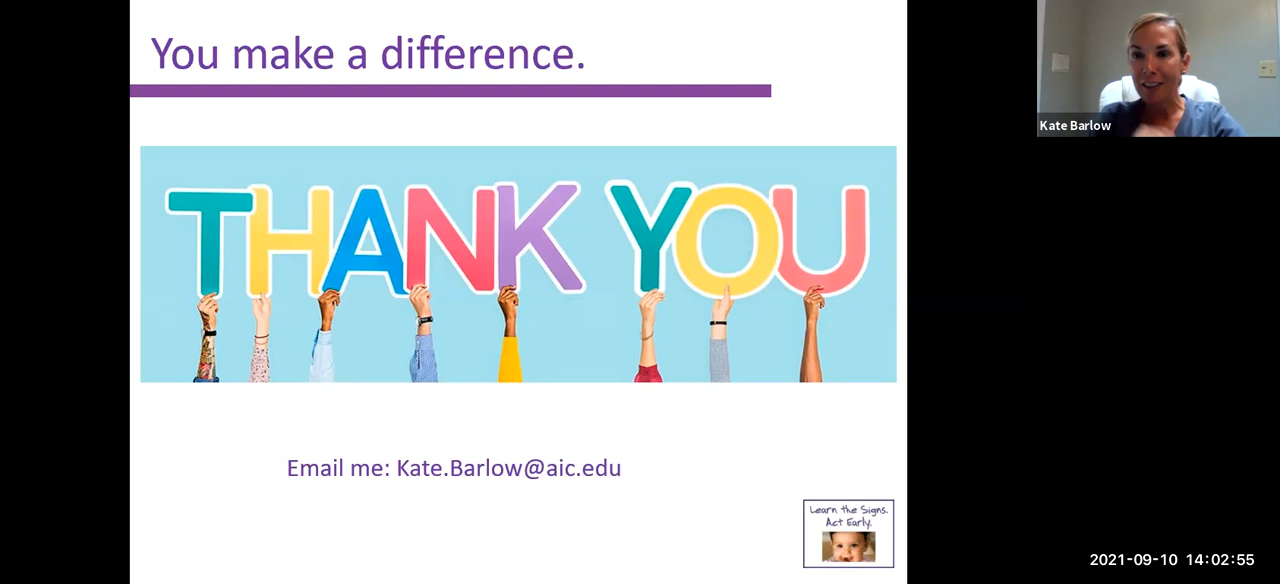 You make a difference.
Kate Barlow
THANK YOU
Email me: Kate.Barlow@aic.edu
Learn the Signs.
Act Early.
2021-09-10 14:02:55